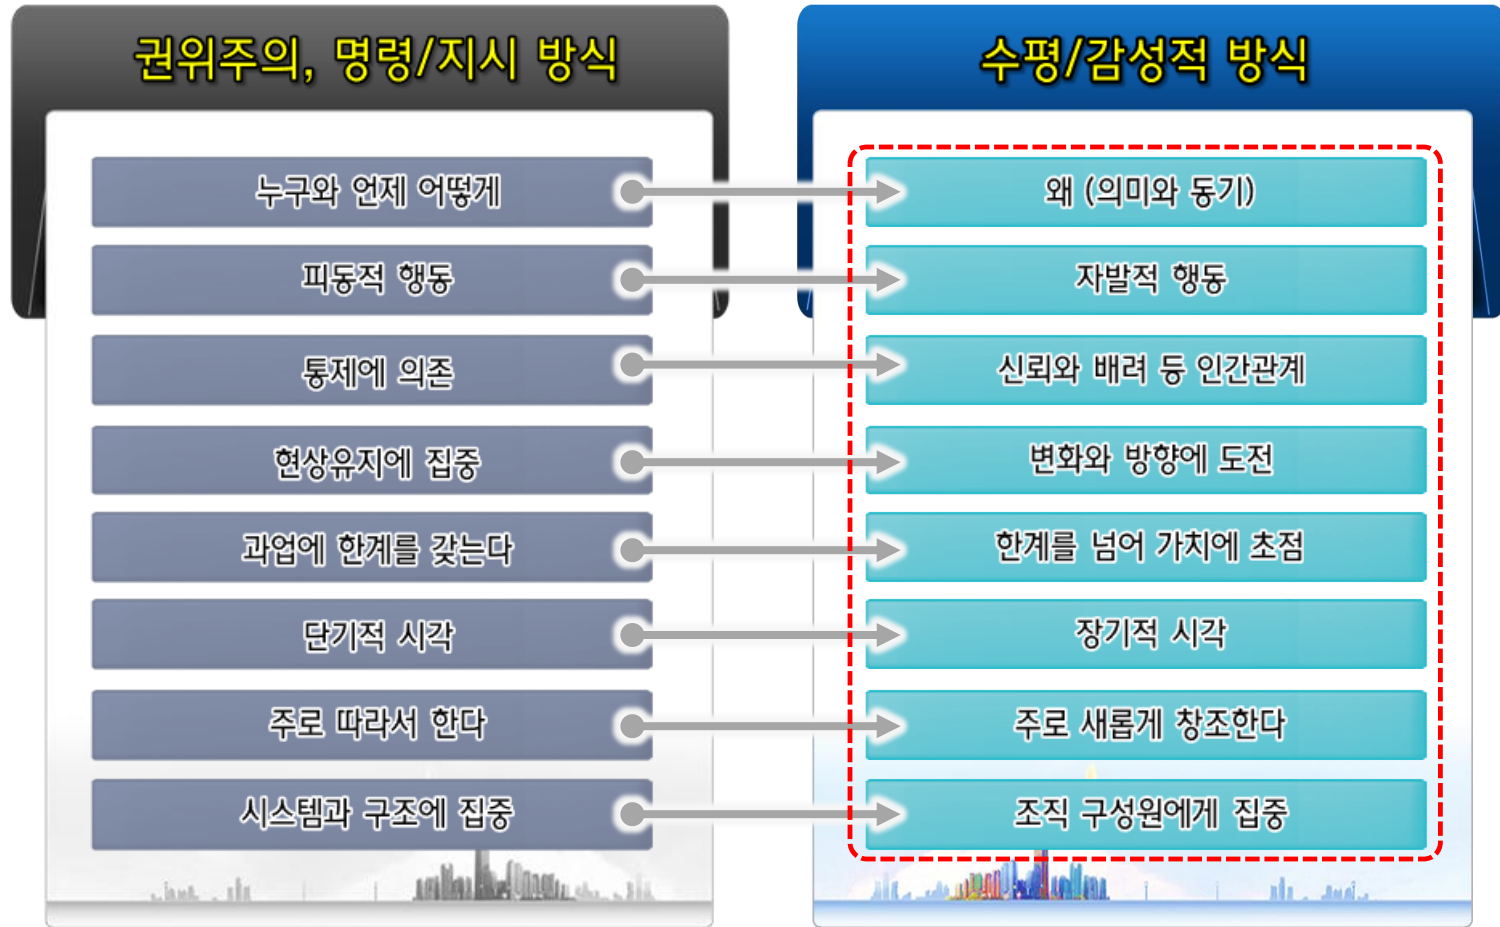 권위주의, 명령/지시 방식
수평/감성적 방식
누구와 언제 어떻게
왜 (의미와 동기)
피동적 행동
자발적 행동
통제에 의존
신뢰와 배려 등 인간관계
현상유지에 집중
변화와 방향에 도전
과업에 한계를 갖는다
한계를 넘어 가치에 초점
단기적 시각
장기적 시각
주로 따라서 한다
주로 새롭게 창조한다
시스템과 구조에 집중
조직 구성원에게 집중